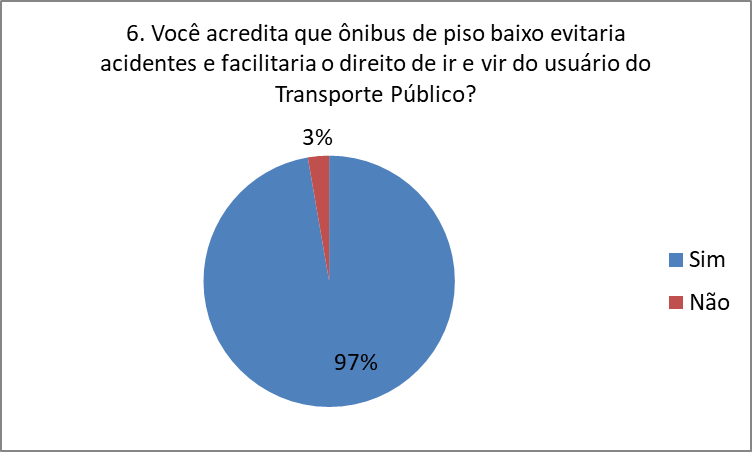 6. Você acredita que ônibus de piso baixo evitaria
acidentes e facilitaria o direito de ir e vir do usuário do
Transporte Público?
3%
Sim
Não
97%